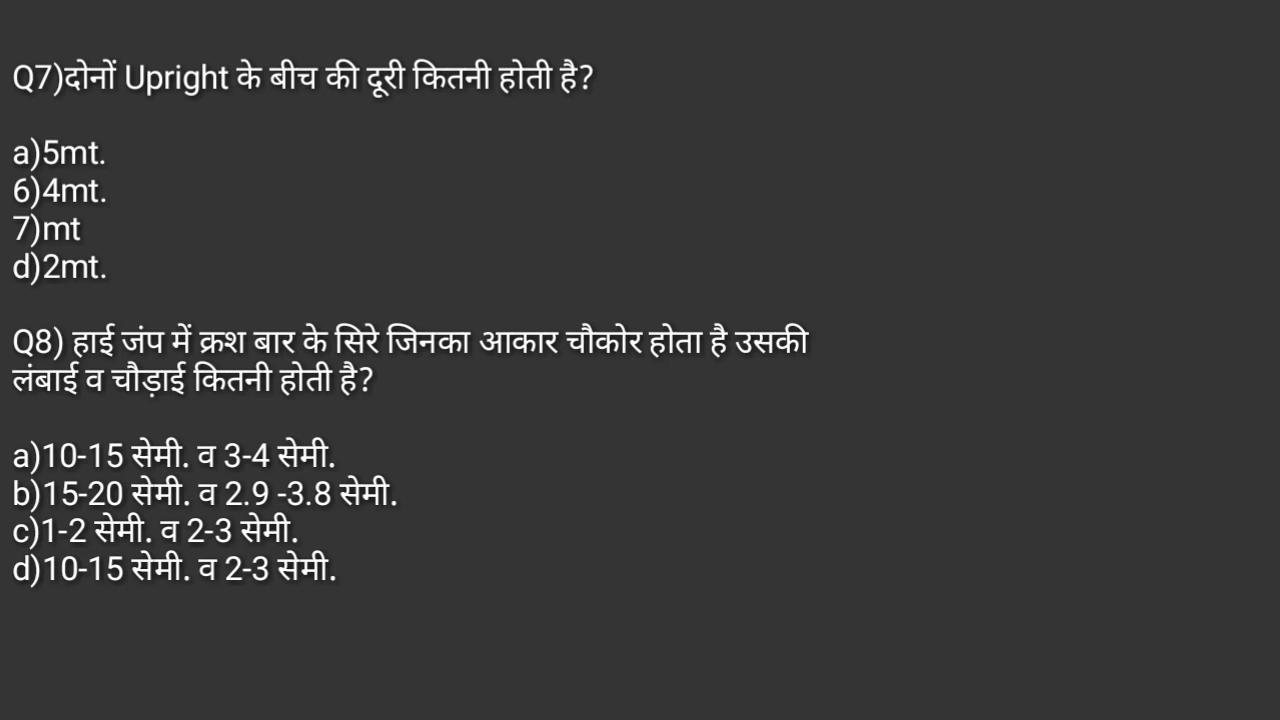 Q7)दोनों Upright के बीच की दूरी कितनी होती है?
a)5mt.
6)4mt.
7)mt
d)2mt.
Q8) हाई जंप में क्रश बार के सिरे जिनका आकार चौकोर होता है उसकी
लंबाई व चौड़ाई कितनी होती है?
a)10-15 सेमी. व 3-4 सेमी.
b)15-20 सेमी. व 2.9 -3.8 सेमी.
c)1-2 सेमी. व 2-3 सेमी.
d)10-15 सेमी. व 2-3 सेमी.